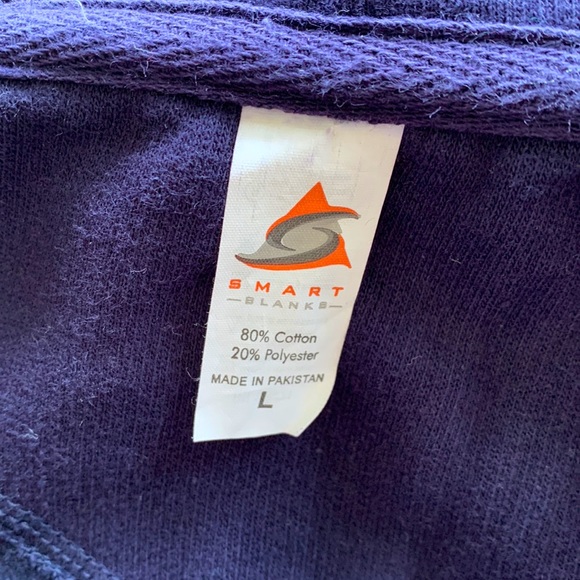 SMART
BLANKS
80% Cotton
20% Polyester
MADE IN PAKISTAN
L